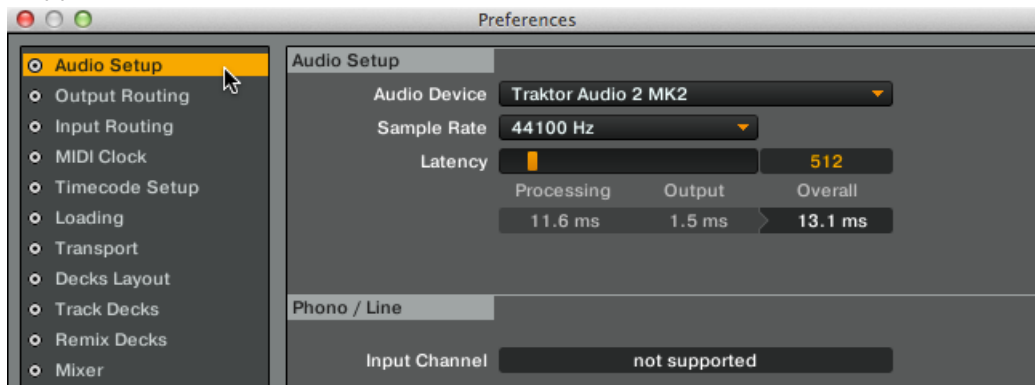 Preferences
Audio Setup
Output Routing
Input Routing
MIDI Clock
Timecode Setup
Loading
Transport
Decks Layout
Track Decks
Remix Decks
Mixer
Audio Setup
Audio Device Traktor Audio 2 MK2
Sample Rate 44100 Hz
Latency 512
Processing Output Overall
11.6 ms 1.5 ms 13.1 ms
Phono / Line
Input Channel not supported